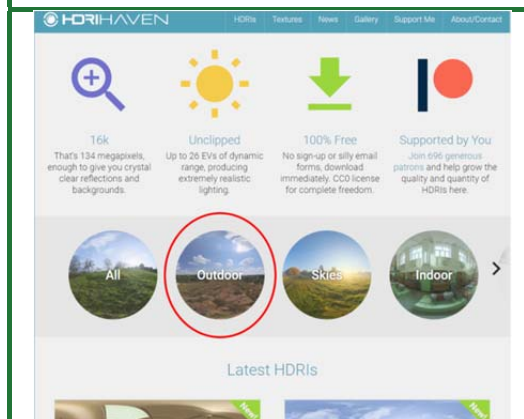 HDRIHAVEN
HDRIs Textures News Gallery Support Me About/Contact
16k
That's 134 megapixels,
enough to give you crystal
clear reflections and
backgrounds.
Unclipped
Up to 26 EVs of dynamic
range, producing
extremely realistic
lighting.
100% Free
No sign-up or silly email
forms, download
immediately. CC0 license
for complete freedom.
Supported by You
Join 696 generous
patrons and help grow the
quality and quantity of
HDRIs here.
All
Outdoor
Skies
Indoor
Latest HDRIs
New!
New!